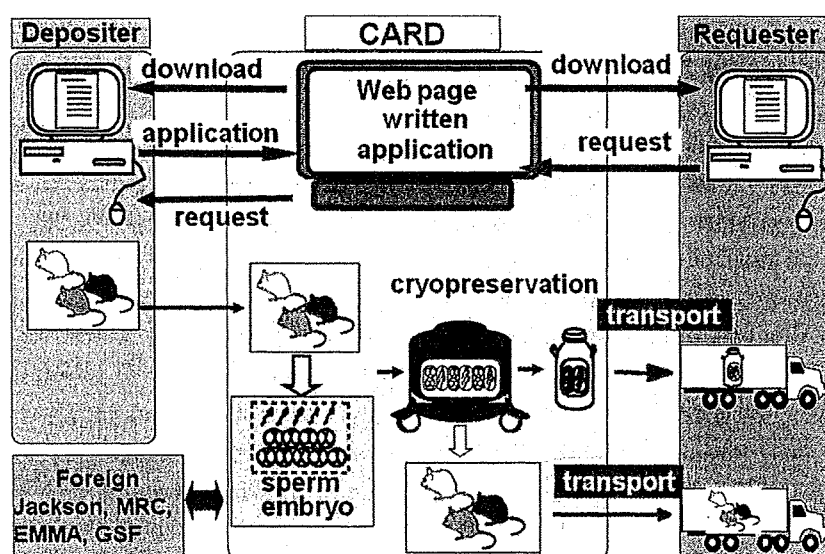 Depositer
CARD
Requester
download
download
Web page
written
application
application
request
request
cryopreservation
transport
sperm
embryo
Foreign
Jackson, MRC,
EMMA, GSF
transport